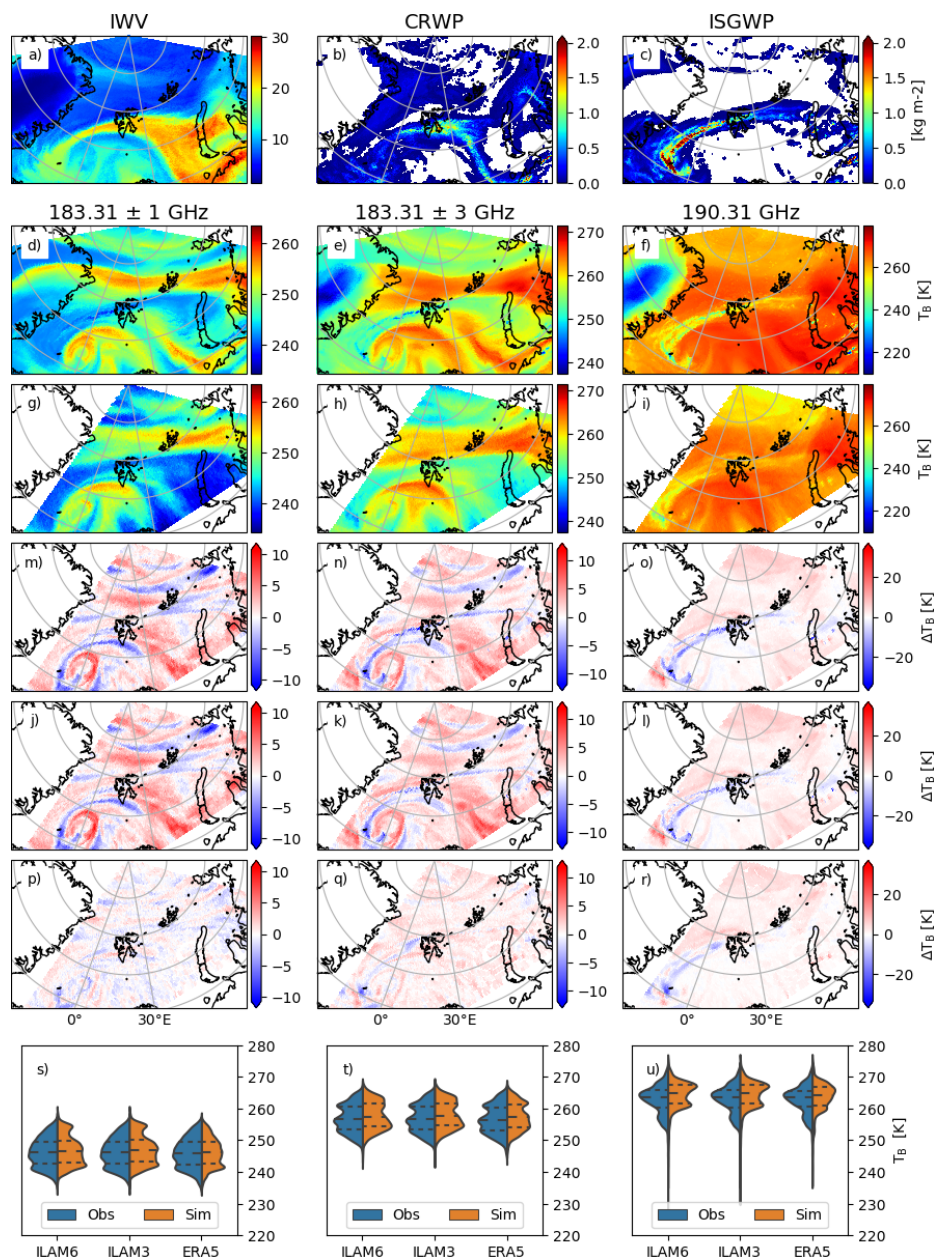 IWV CRWP ISGWP
a) 30 20 10
b) 2.0 1.5 1.0 0.5 0.0
c) 2.0 1.5 1.0 0.5 0.0 [kg m-2]
183.31 ± 1 GHz 183.31 ± 3 GHz 190.31 GHz
d) 260 250 240
e) 270 260 250 240
f) 260 240 220 T_B [K]
g) 260 250 240
h) 270 260 250 240
i) 260 240 220 T_B [K]
m) 10 5 0 −5 −10
n) 10 5 0 −5 −10
o) 20 0 −20 ΔT_B [K]
j) 10 5 0 −5 −10
k) 10 5 0 −5 −10
l) 20 0 −20 ΔT_B [K]
p) 10 5 0 −5 −10
q) 10 5 0 −5 −10
r) 20 0 −20 ΔT_B [K]
0° 30°E 0° 30°E 0° 30°E
s) 280 270 260 250 240 230 220
Obs Sim
ILAM6 ILAM3 ERA5
t) 280 270 260 250 240 230 220
Obs Sim
ILAM6 ILAM3 ERA5
u) 280 270 260 250 240 230 220 T_B [K]
Obs Sim
ILAM6 ILAM3 ERA5